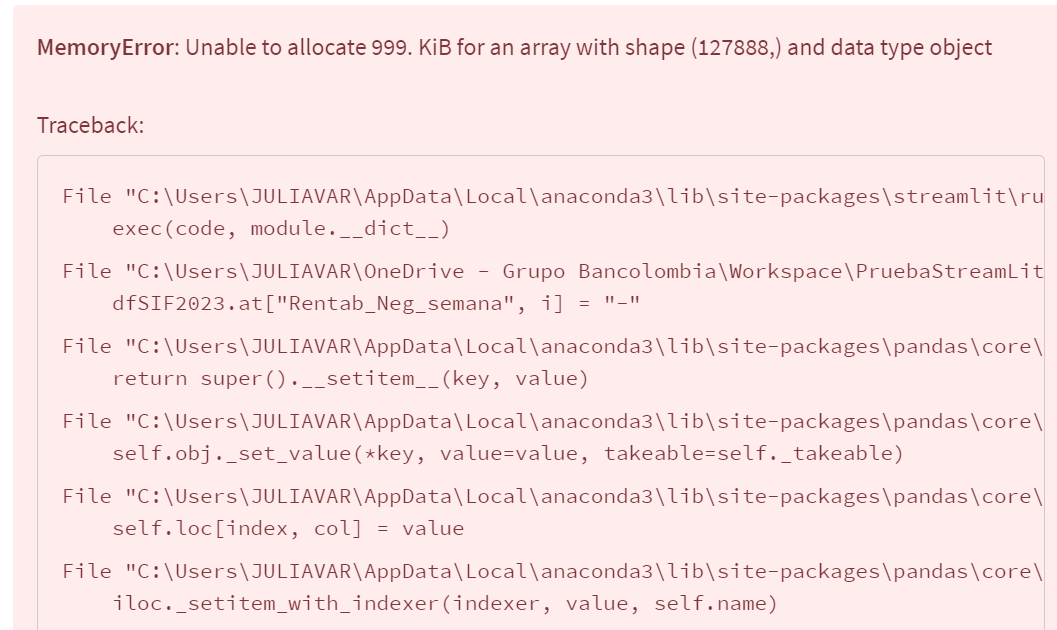 MemoryError: Unable to allocate 999. KiB for an array with shape (127888,) and data type object
Traceback:
File "C:\Users\JULIAVAR\AppData\Local\anaconda3\lib\site-packages\streamlit\ru
exec(code, module.__dict__)
File "C:\Users\JULIAVAR\OneDrive - Grupo Bancolombia\Workspace\PruebaStreamLit
dfSIF2023.at["Rentab_Neg_semana", i] = "-"
File "C:\Users\JULIAVAR\AppData\Local\anaconda3\lib\site-packages\pandas\core\
return super().__setitem__(key, value)
File "C:\Users\JULIAVAR\AppData\Local\anaconda3\lib\site-packages\pandas\core\
self.obj._set_value(*key, value=value, takeable=self._takeable)
File "C:\Users\JULIAVAR\AppData\Local\anaconda3\lib\site-packages\pandas\core\
self.loc[index, col] = value
File "C:\Users\JULIAVAR\AppData\Local\anaconda3\lib\site-packages\pandas\core\
iloc._setitem_with_indexer(indexer, value, self.name)